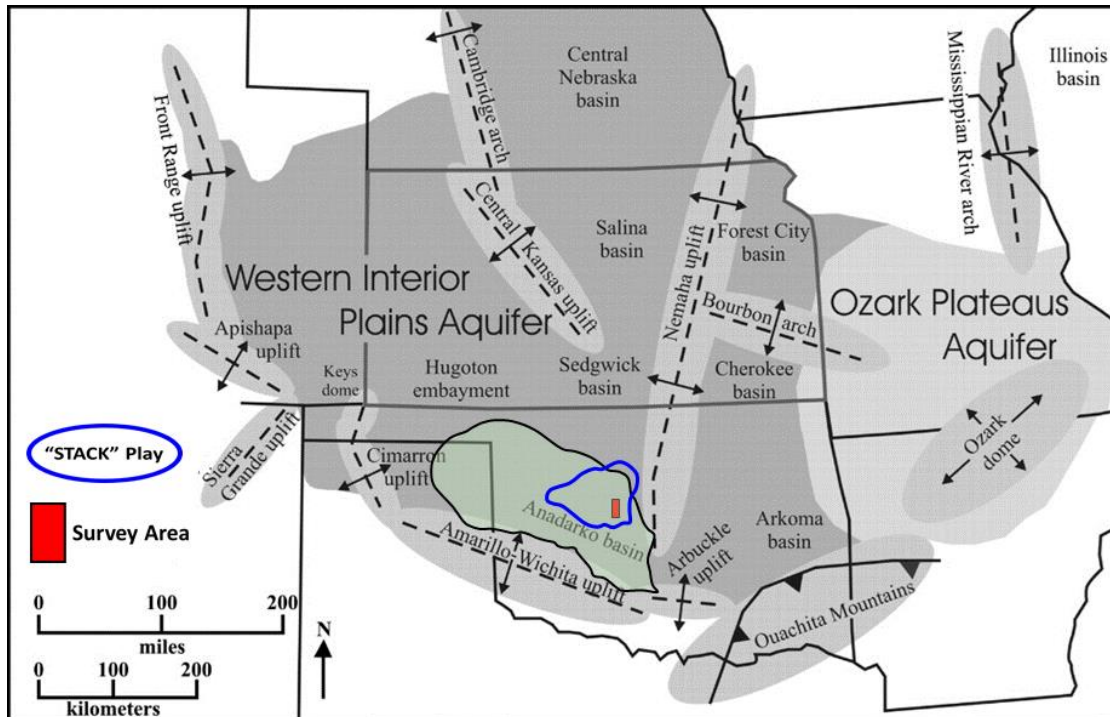 Central
Nebraska
basin
Cambridge arch
Mississippian River arch
Illinois
basin
Front Range uplift
Central Kansas uplift
Salina
basin
Nemaha uplift
Forest City
basin
Western Interior
Plains Aquifer
Bourbon arch
Ozark Plateaus
Aquifer
Apishapa
uplift
Keys
dome
Hugoton
embayment
Sedgwick
basin
Cherokee
basin
Sierra
Grande uplift
Ozark
dome
"STACK" Play
Cimarron
uplift
Survey Area
Anadarko basin
Arkoma
basin
Amarillo-Wichita uplift
Arbuckle
uplift
Ouachita Mountains
0 100 200
miles
0 100 200
kilometers
N